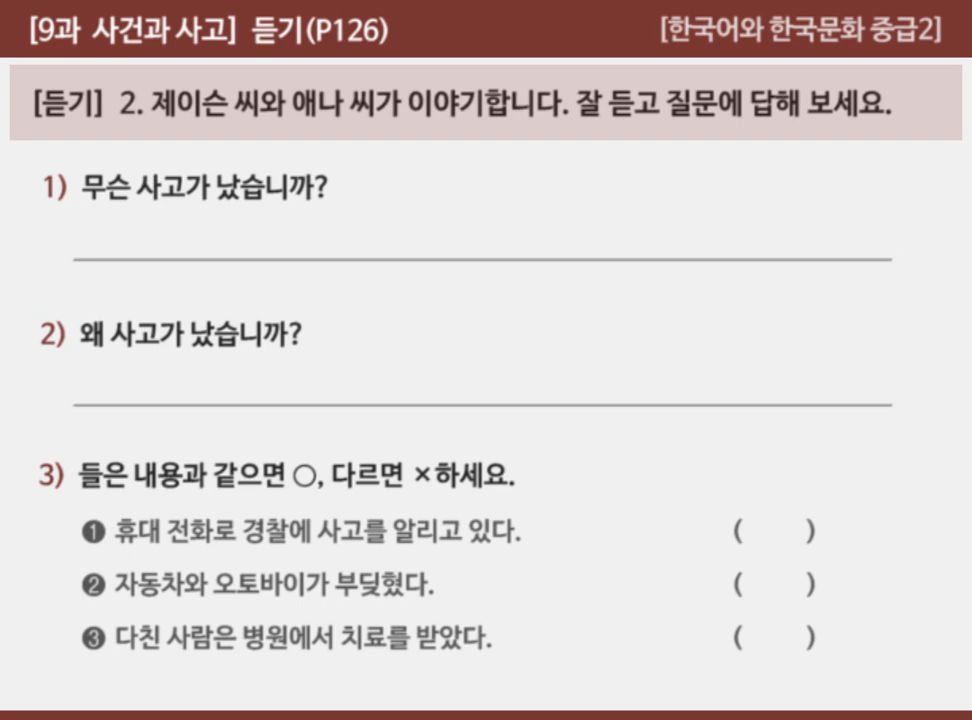 [9과 사건과 사고] 듣기(P126) [한국어와 한국문화 중급2]
[듣기] 2. 제이슨 씨와 애나 씨가 이야기합니다. 잘 듣고 질문에 답해 보세요.
1) 무슨 사고가 났습니까?
2) 왜 사고가 났습니까?
3) 들은 내용과 같으면 ○, 다르면 ×하세요.
❶ 휴대 전화로 경찰에 사고를 알리고 있다. ( )
❷ 자동차와 오토바이가 부딪혔다. ( )
❸ 다친 사람은 병원에서 치료를 받았다. ( )